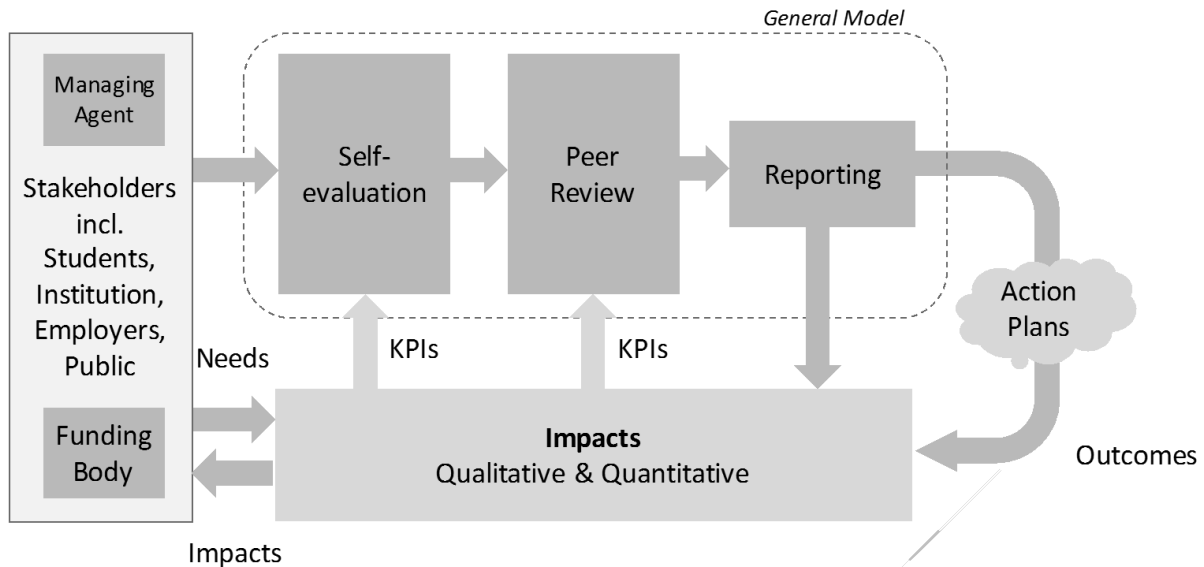 General Model
Managing
Agent
Stakeholders
incl.
Students,
Institution,
Employers,
Public
Funding
Body
Self-
evaluation
Peer
Review
Reporting
Action
Plans
Needs
KPIs
KPIs
Impacts
Qualitative & Quantitative
Outcomes
Impacts